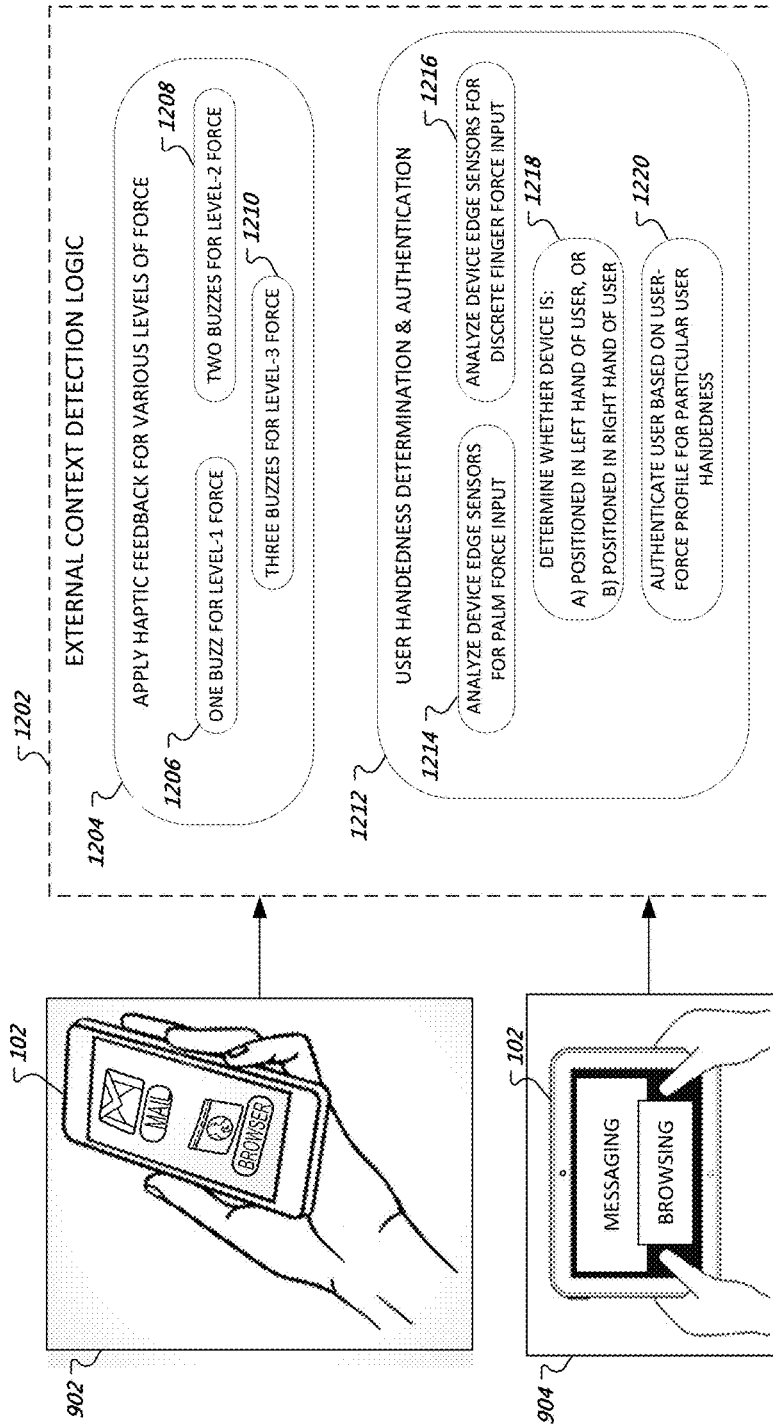 902
102
MAIL
BROWSER
904
102
MESSAGING
BROWSING
1202
EXTERNAL CONTEXT DETECTION LOGIC
1204
APPLY HAPTIC FEEDBACK FOR VARIOUS LEVELS OF FORCE
1206
ONE BUZZ FOR LEVEL-1 FORCE
1208
TWO BUZZES FOR LEVEL-2 FORCE
1210
THREE BUZZES FOR LEVEL-3 FORCE
1212
USER HANDEDNESS DETERMINATION & AUTHENTICATION
1214
ANALYZE DEVICE EDGE SENSORS
FOR PALM FORCE INPUT
1216
ANALYZE DEVICE EDGE SENSORS FOR
DISCRETE FINGER FORCE INPUT
1218
DETERMINE WHETHER DEVICE IS:
A) POSITIONED IN LEFT HAND OF USER, OR
B) POSITIONED IN RIGHT HAND OF USER
1220
AUTHENTICATE USER BASED ON USER-
FORCE PROFILE FOR PARTICULAR USER
HANDEDNESS